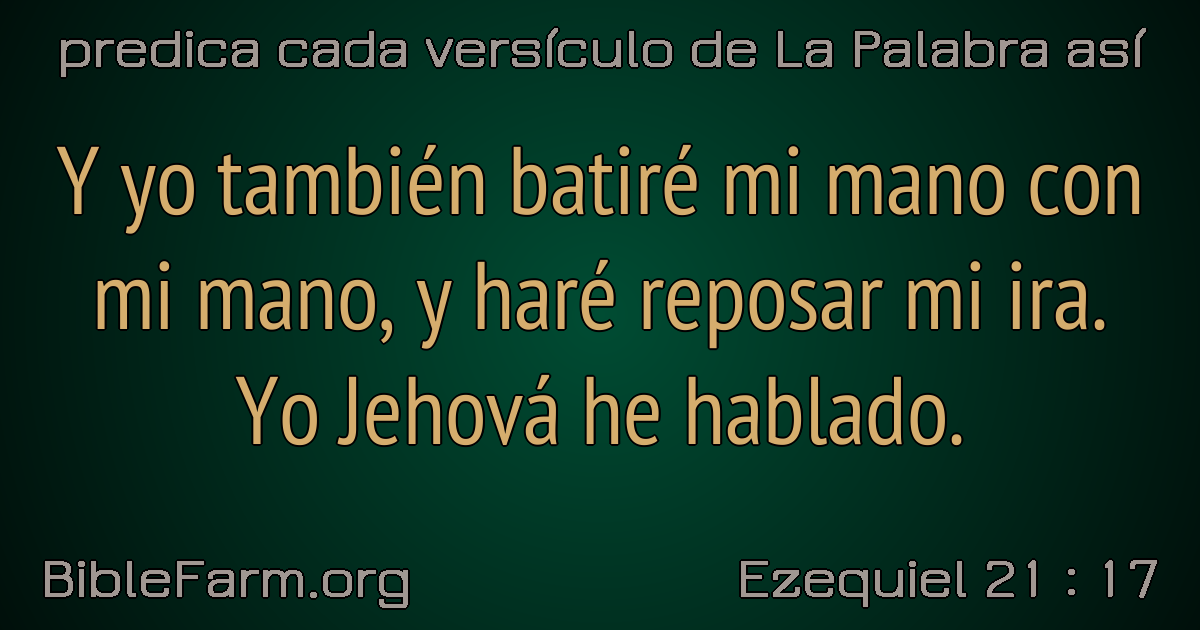 predica cada versículo de La Palabra así
Y yo también batiré mi mano con
mi mano, y haré reposar mi ira.
Yo Jehová he hablado.
BibleFarm.org
Ezequiel 21 : 17